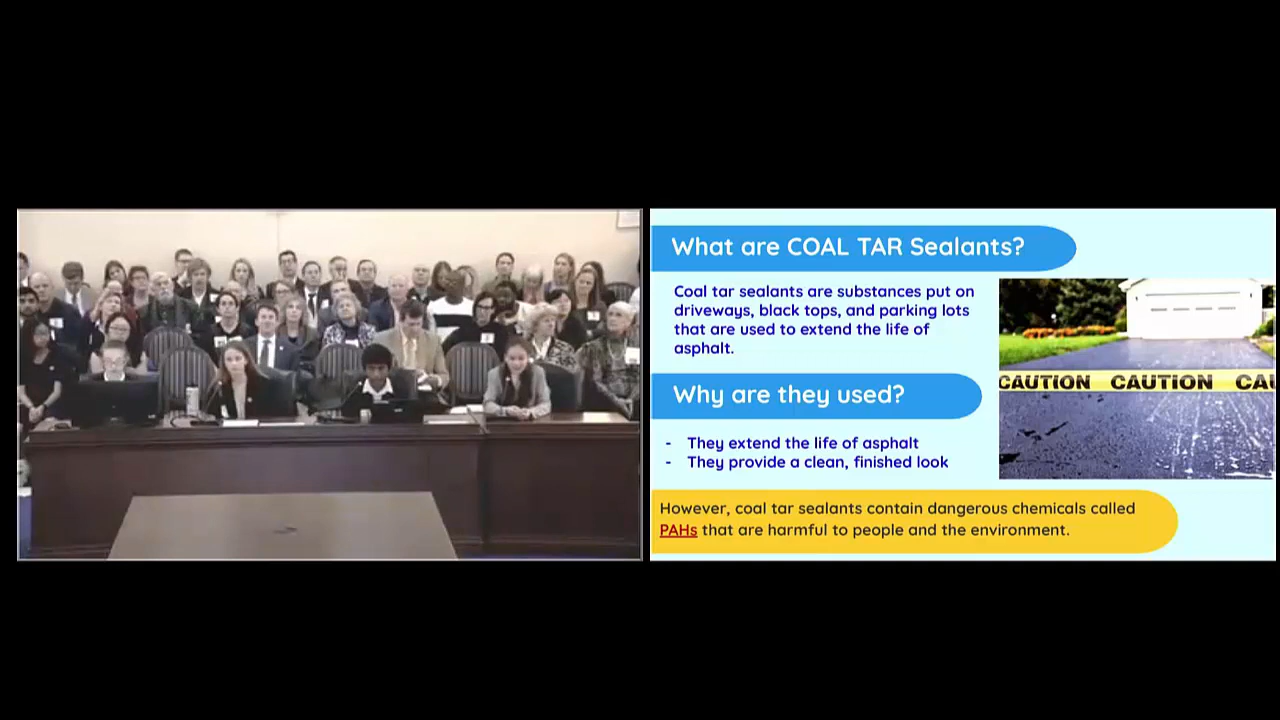 What are COAL TAR Sealants?
Coal tar sealants are substances put on
driveways, black tops, and parking lots
that are used to extend the life of
asphalt.
CAUTION CAUTION CAU
Why are they used?
- They extend the life of asphalt
- They provide a clean, finished look
However, coal tar sealants contain dangerous chemicals called
PAHs that are harmful to people and the environment.